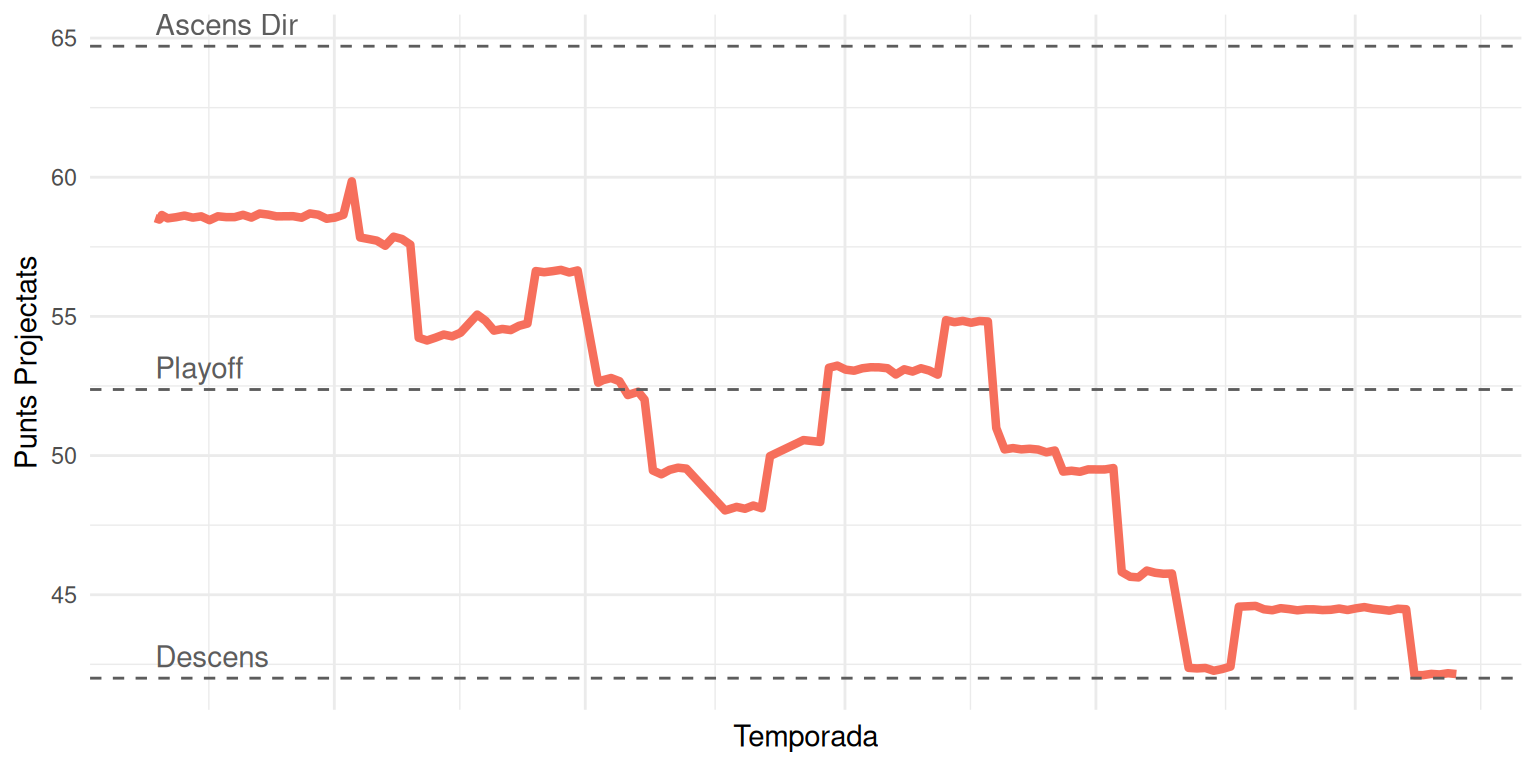 Ascens Dir
65
60
55
Playoff
50
45
Descens
Punts Projectats
Temporada